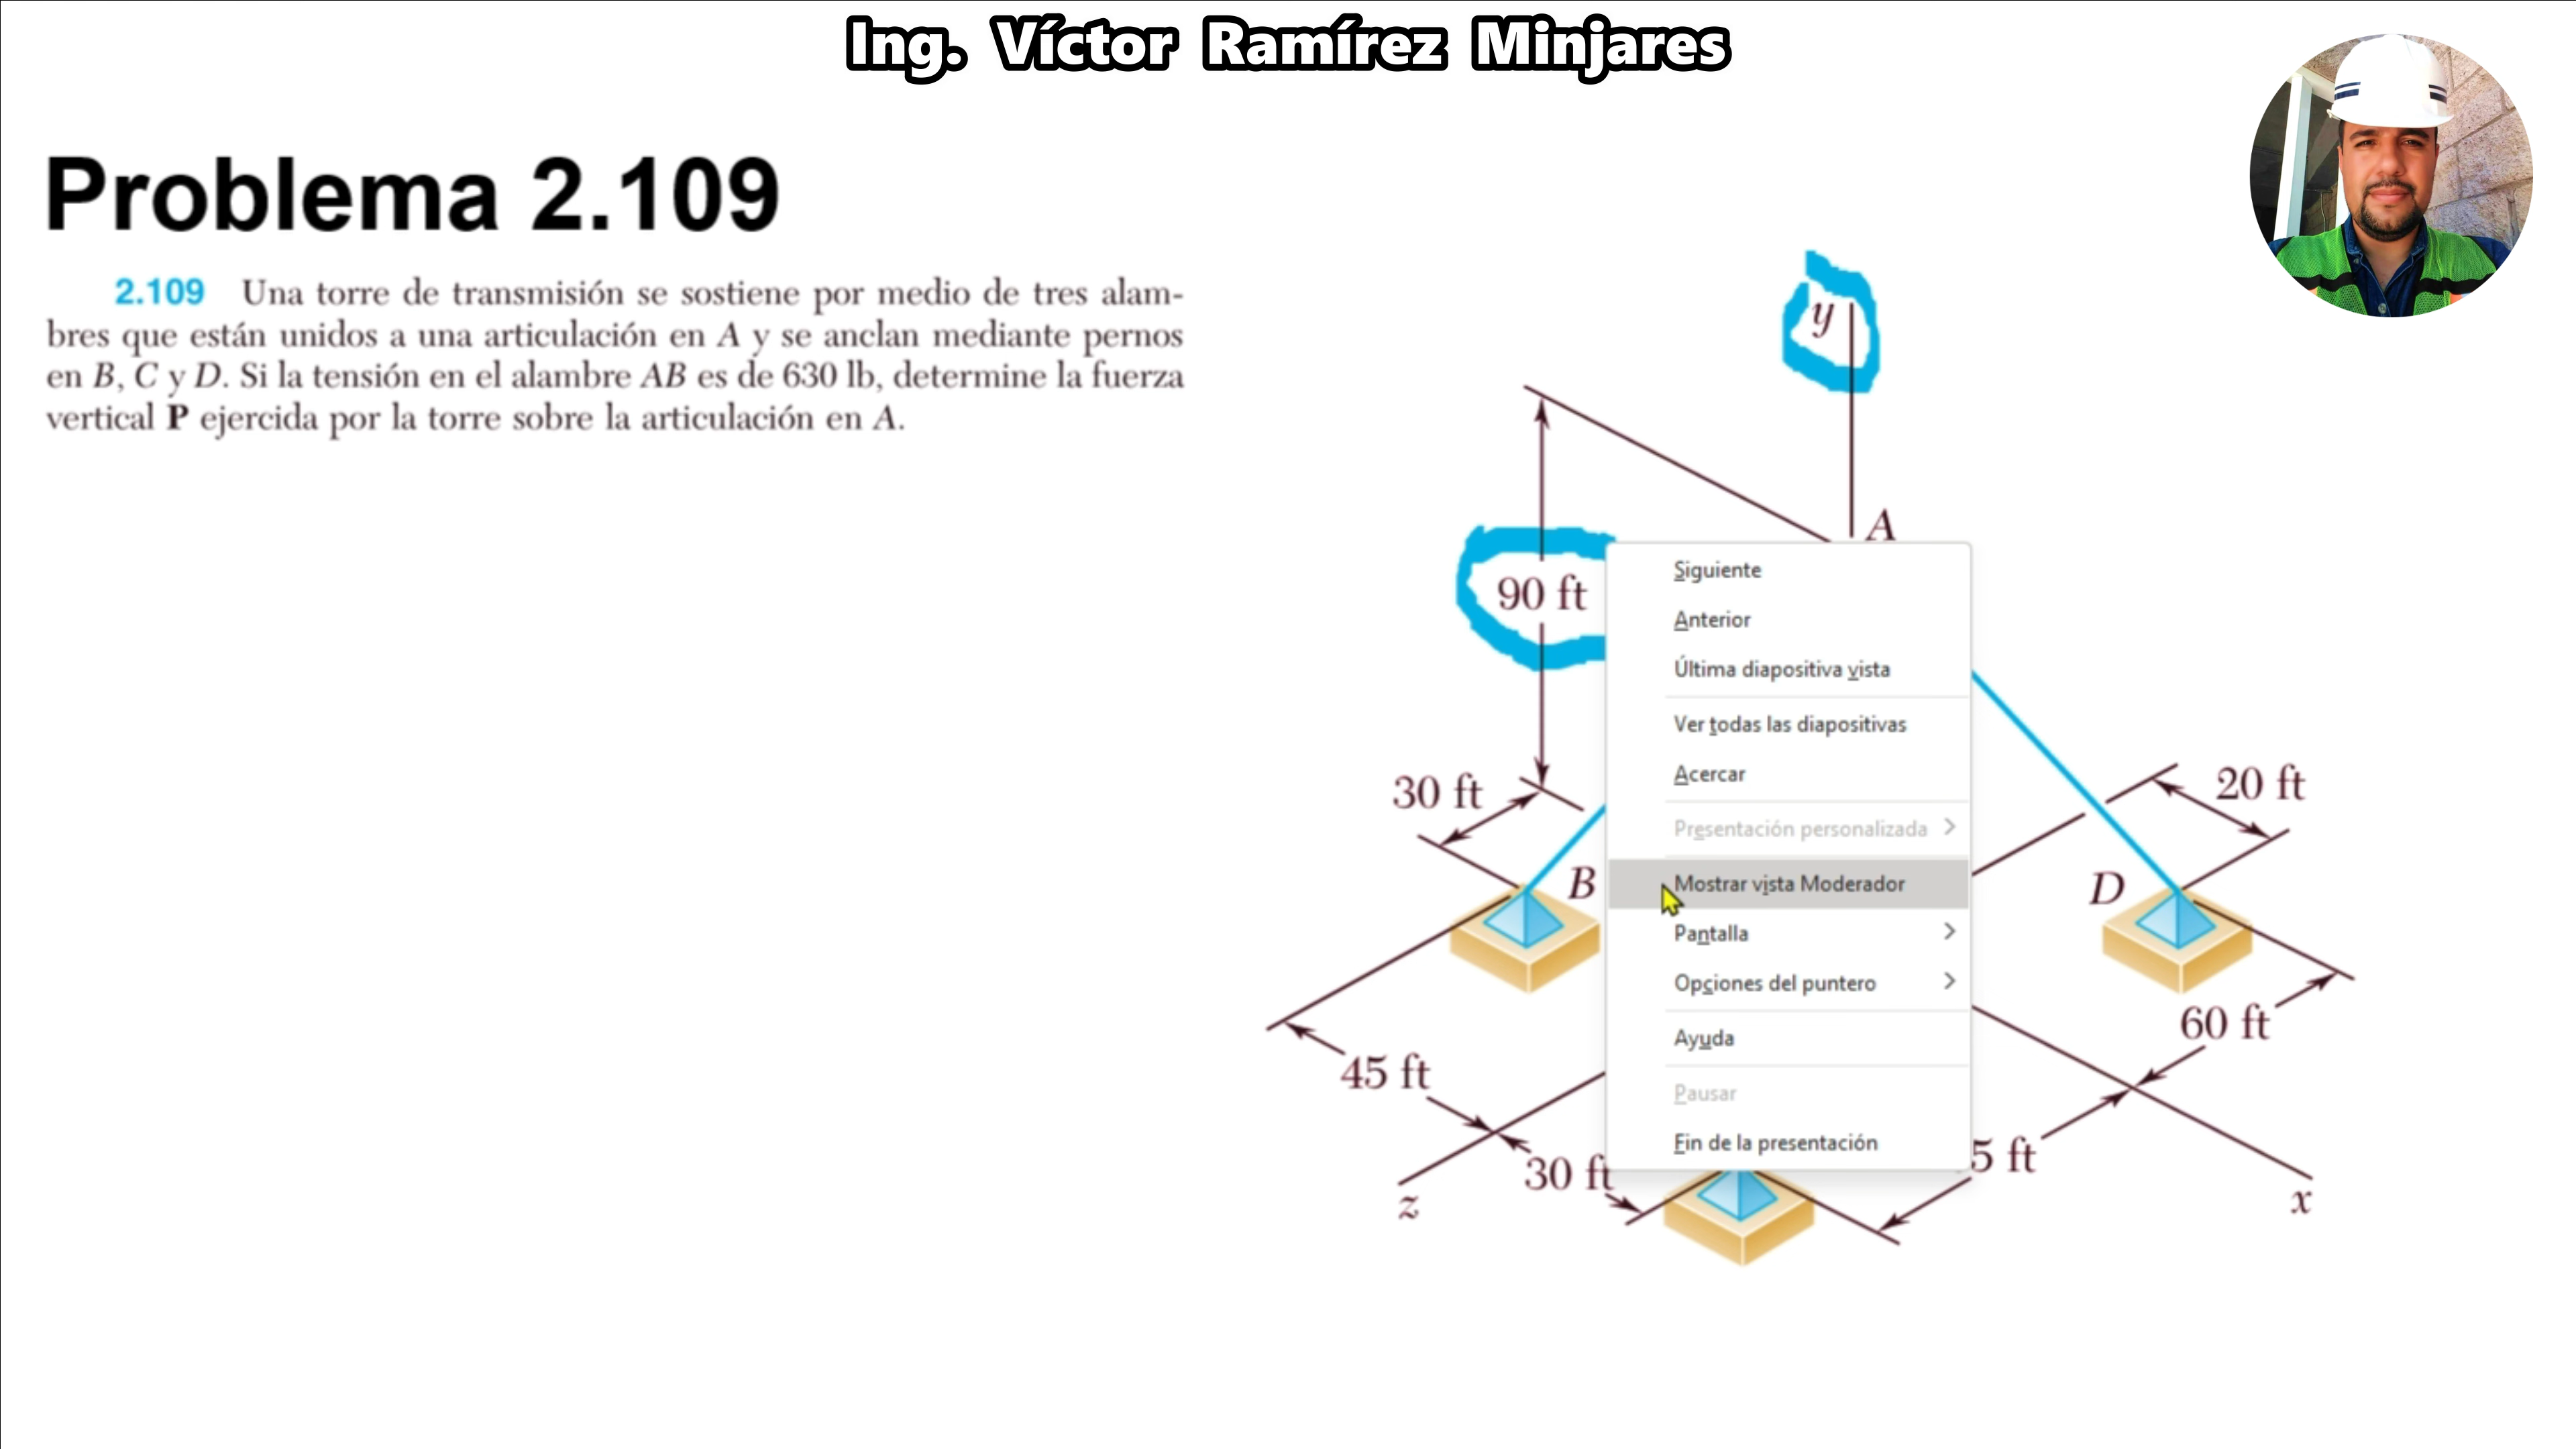 Ing. Víctor Ramírez Minjares
Problema 2.109
2.109 Una torre de transmisión se sostiene por medio de tres alam-
bres que están unidos a una articulación en A y se anclan mediante pernos
en B, C y D. Si la tensión en el alambre AB es de 630 lb, determine la fuerza
vertical P ejercida por la torre sobre la articulación en A.
y
A
90 ft
Siguiente
Anterior
Última diapositiva vista
Ver todas las diapositivas
Acercar
Presentación personalizada
Mostrar vista Moderador
Pantalla
Opciones del puntero
Ayuda
Pausar
Fin de la presentación
30 ft
20 ft
B
D
60 ft
45 ft
5 ft
30 ft
z
x